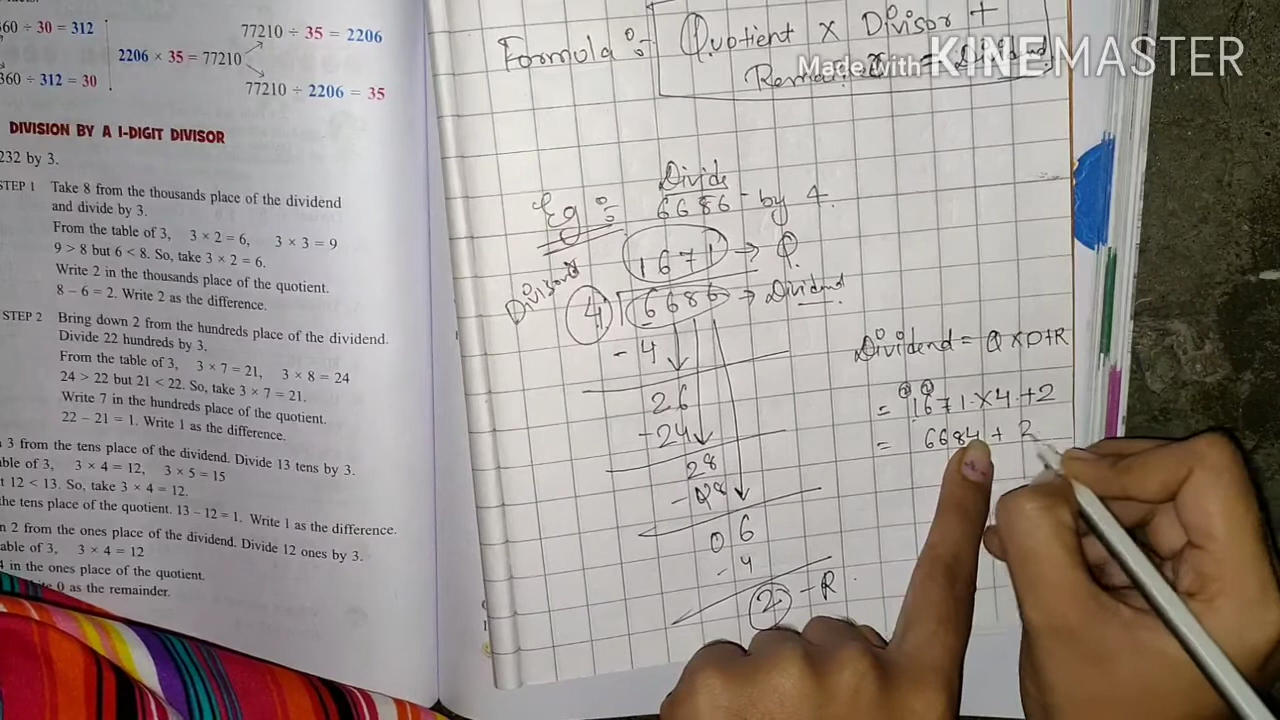 60 ÷ 30 = 312
360 ÷ 312 = 30
2206 × 35 = 77210
77210 ÷ 35 = 2206
77210 ÷ 2206 = 35
DIVISION BY A 1-DIGIT DIVISOR
232 by 3.
STEP 1 Take 8 from the thousands place of the dividend
and divide by 3.
From the table of 3, 3 × 2 = 6, 3 × 3 = 9
9 > 8 but 6 < 8. So, take 3 × 2 = 6.
Write 2 in the thousands place of the quotient.
8 − 6 = 2. Write 2 as the difference.
STEP 2 Bring down 2 from the hundreds place of the dividend.
Divide 22 hundreds by 3.
From the table of 3, 3 × 7 = 21, 3 × 8 = 24
24 > 22 but 21 < 22. So, take 3 × 7 = 21.
Write 7 in the hundreds place of the quotient.
22 − 21 = 1. Write 1 as the difference.
3 from the tens place of the dividend. Divide 13 tens by 3.
able of 3, 3 × 4 = 12, 3 × 5 = 15
t 12 < 13. So, take 3 × 4 = 12.
the tens place of the quotient. 13 − 12 = 1. Write 1 as the difference.
n 2 from the ones place of the dividend. Divide 12 ones by 3.
able of 3, 3 × 4 = 12
4 in the ones place of the quotient.
0 as the remainder.
Formula :- Quotient × Divisor +
Remainder = Dividend
Made with KINEMASTER
Divide
Eg := 6686 by 4.
1671 → Q
Divisor 4 6686 → Dividend
- 4
26
-24
28
-28
06
- 4
2 - R
Dividend = Q × D + R
= 1671 × 4 + 2
= 6684 + 2